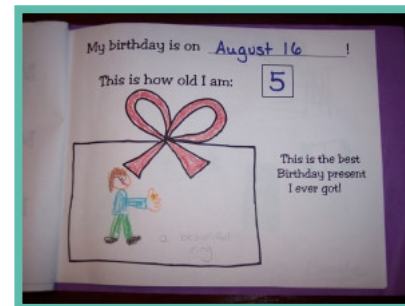 My birthday is on August 16 !
This is how old I am: 5
This is the best
Birthday present
I ever got!
a beautiful
ring